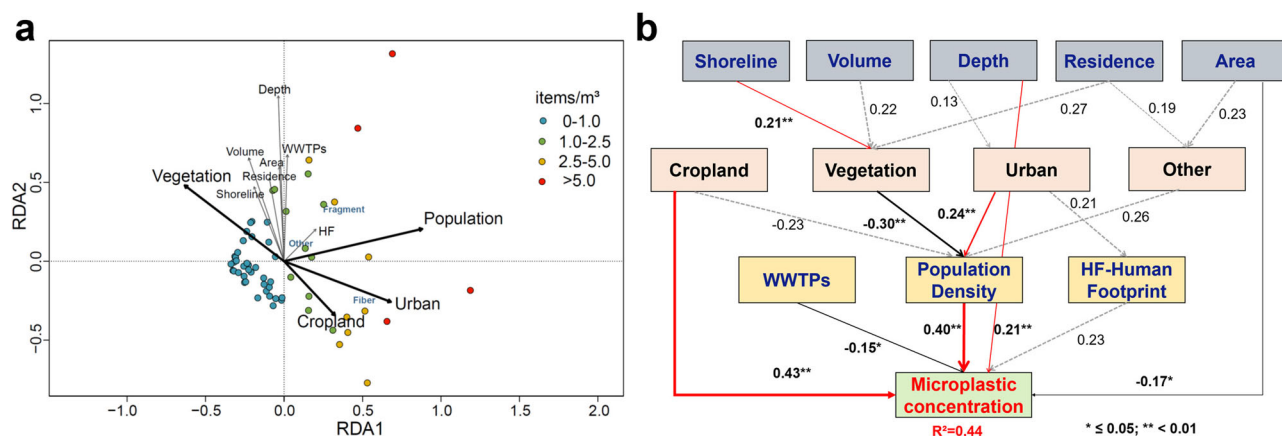 a
RDA2
1.0
0.5
0.0
−0.5
−1.0
−0.5
0.0
0.5
1.0
1.5
2.0
RDA1
Depth
Volume
WWTPs
Area
Residence
Vegetation
Shoreline
Fragment
Population
HF
Other
Fiber
Urban
Cropland
items/m³
0-1.0
1.0-2.5
2.5-5.0
>5.0
b
Shoreline
Volume
Depth
Residence
Area
0.21**
0.22
0.13
0.27
0.19
0.23
Cropland
Vegetation
Urban
Other
-0.23
-0.30**
0.24**
0.21
0.26
WWTPs
Population
Density
HF-Human
Footprint
0.43**
-0.15*
0.40**
0.21**
0.23
-0.17*
Microplastic
concentration
R²=0.44
* ≤ 0.05; ** < 0.01